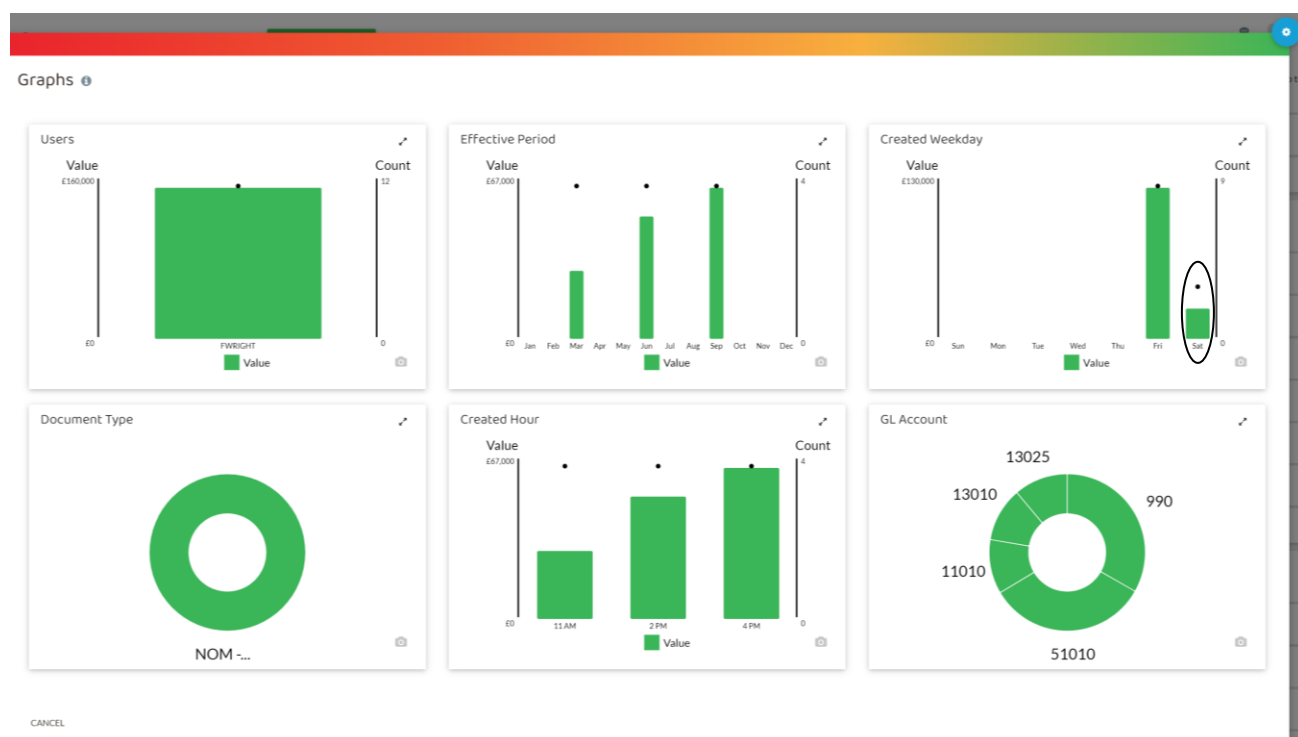 Graphs
Users
Value
Count
£160,000
12
£0
0
FWRIGHT
Value
Effective Period
Value
Count
£67,000
4
£0
0
Jan Feb Mar Apr May Jun Jul Aug Sep Oct Nov Dec
Value
Created Weekday
Value
Count
£130,000
9
£0
0
Sun Mon Tue Wed Thu Fri Sat
Value
Document Type
NOM -...
Created Hour
Value
Count
£67,000
4
£0
0
11 AM 2 PM 4 PM
Value
GL Account
13025
990
13010
11010
51010
CANCEL